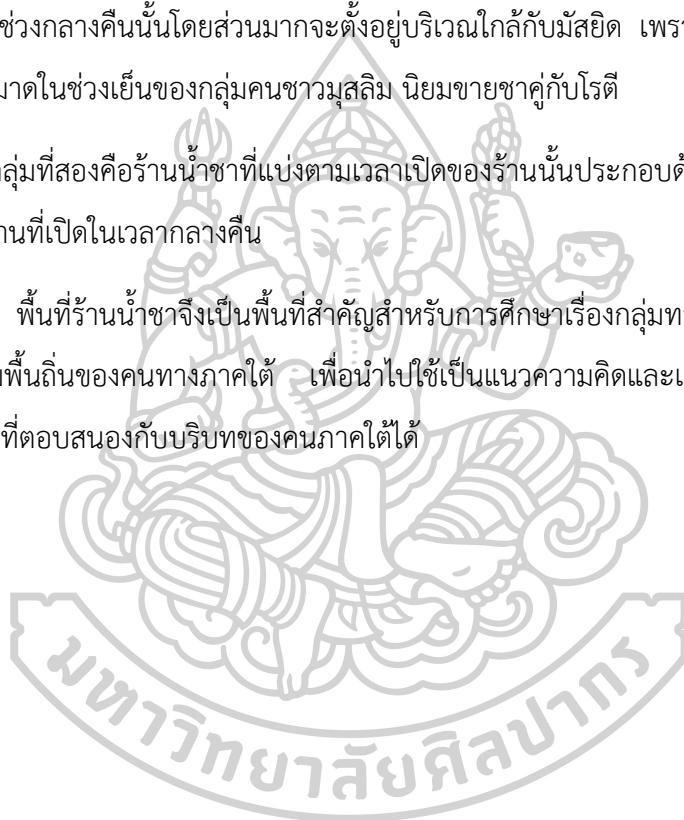 ช่วงกลางคืนนั้นโดยส่วนมากจะตั้งอยู่บริเวณใกล้กับมัสยิด เพรา
มาดในช่วงเย็นของกลุ่มคนชาวมุสลิม นิยมขายชาคู่กับโรตี
ลุ่มที่สองคือร้านน้ำชาที่แบ่งตามเวลาเปิดของร้านนั้นประกอบด้
านที่เปิดในเวลากลางคืน
พื้นที่ร้านน้ำชาจึงเป็นพื้นที่สำคัญสำหรับการศึกษาเรื่องกลุ่มทา
พื้นถิ่นของคนทางภาคใต้ เพื่อนำไปใช้เป็นแนวความคิดและเ
ที่ตอบสนองกับบริบทของคนภาคใต้ได้
มหาวิทยาลัยศิลปากร